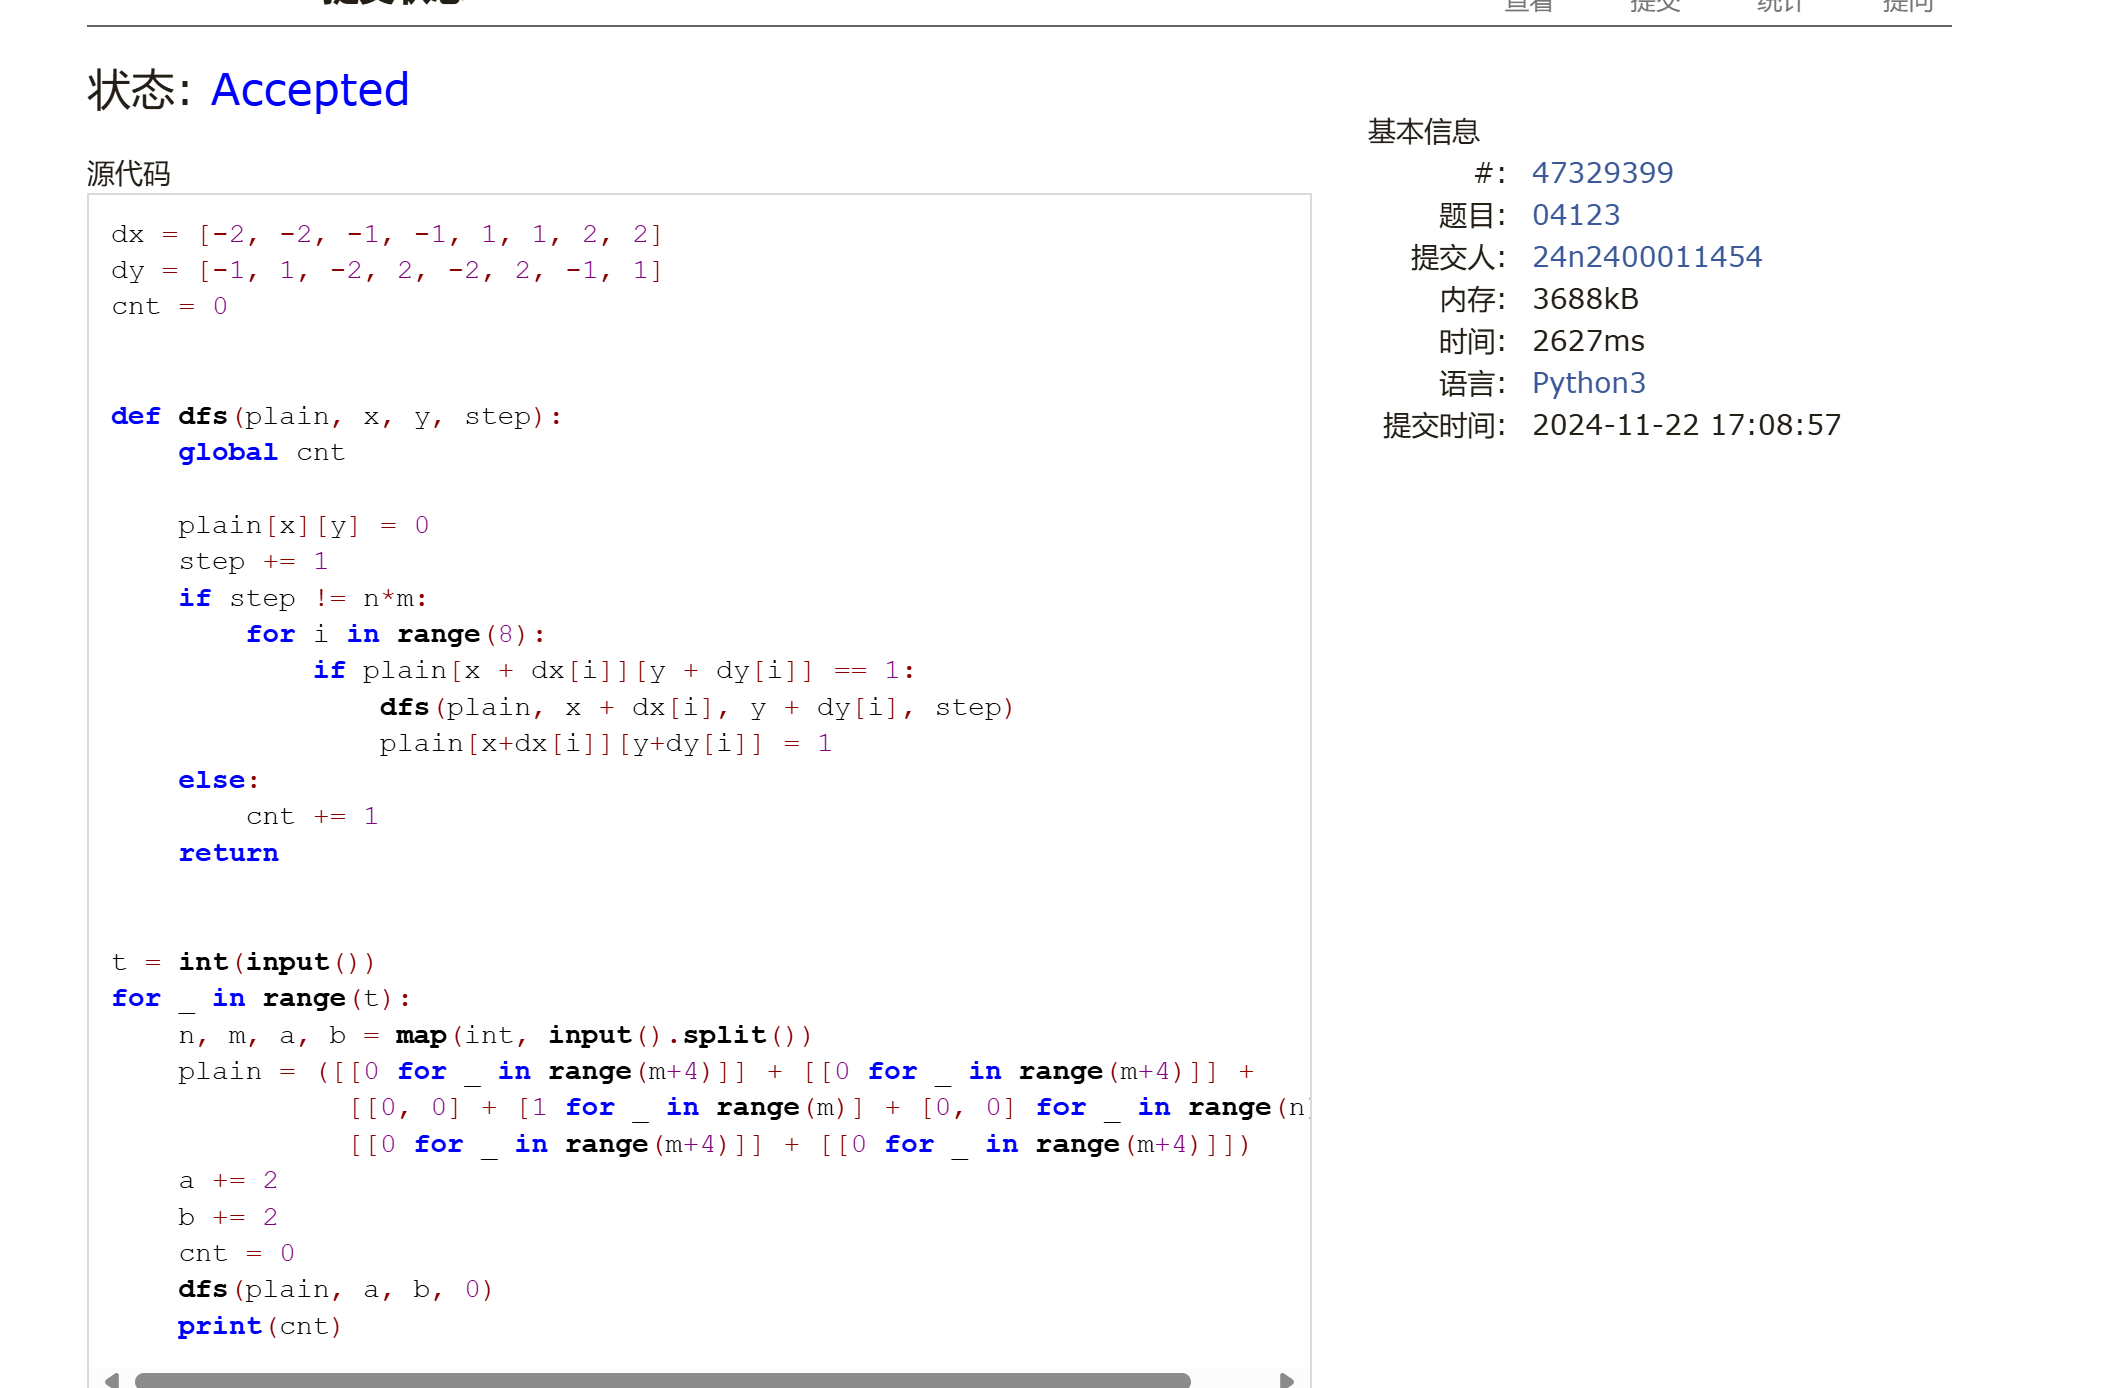 查看 提交 统计 提问
状态: Accepted
源代码
dx = [-2, -2, -1, -1, 1, 1, 2, 2]
dy = [-1, 1, -2, 2, -2, 2, -1, 1]
cnt = 0
def dfs(plain, x, y, step):
    global cnt
    plain[x][y] = 0
    step += 1
    if step != n*m:
        for i in range(8):
            if plain[x + dx[i]][y + dy[i]] == 1:
                dfs(plain, x + dx[i], y + dy[i], step)
                plain[x+dx[i]][y+dy[i]] = 1
    else:
        cnt += 1
    return
t = int(input())
for _ in range(t):
    n, m, a, b = map(int, input().split())
    plain = ([[0 for _ in range(m+4)]] + [[0 for _ in range(m+4)]] +
              [[0, 0] + [1 for _ in range(m)] + [0, 0] for _ in range(n
              [[0 for _ in range(m+4)]] + [[0 for _ in range(m+4)]])
    a += 2
    b += 2
    cnt = 0
    dfs(plain, a, b, 0)
    print(cnt)
基本信息
#: 47329399
题目: 04123
提交人: 24n2400011454
内存: 3688kB
时间: 2627ms
语言: Python3
提交时间: 2024-11-22 17:08:57